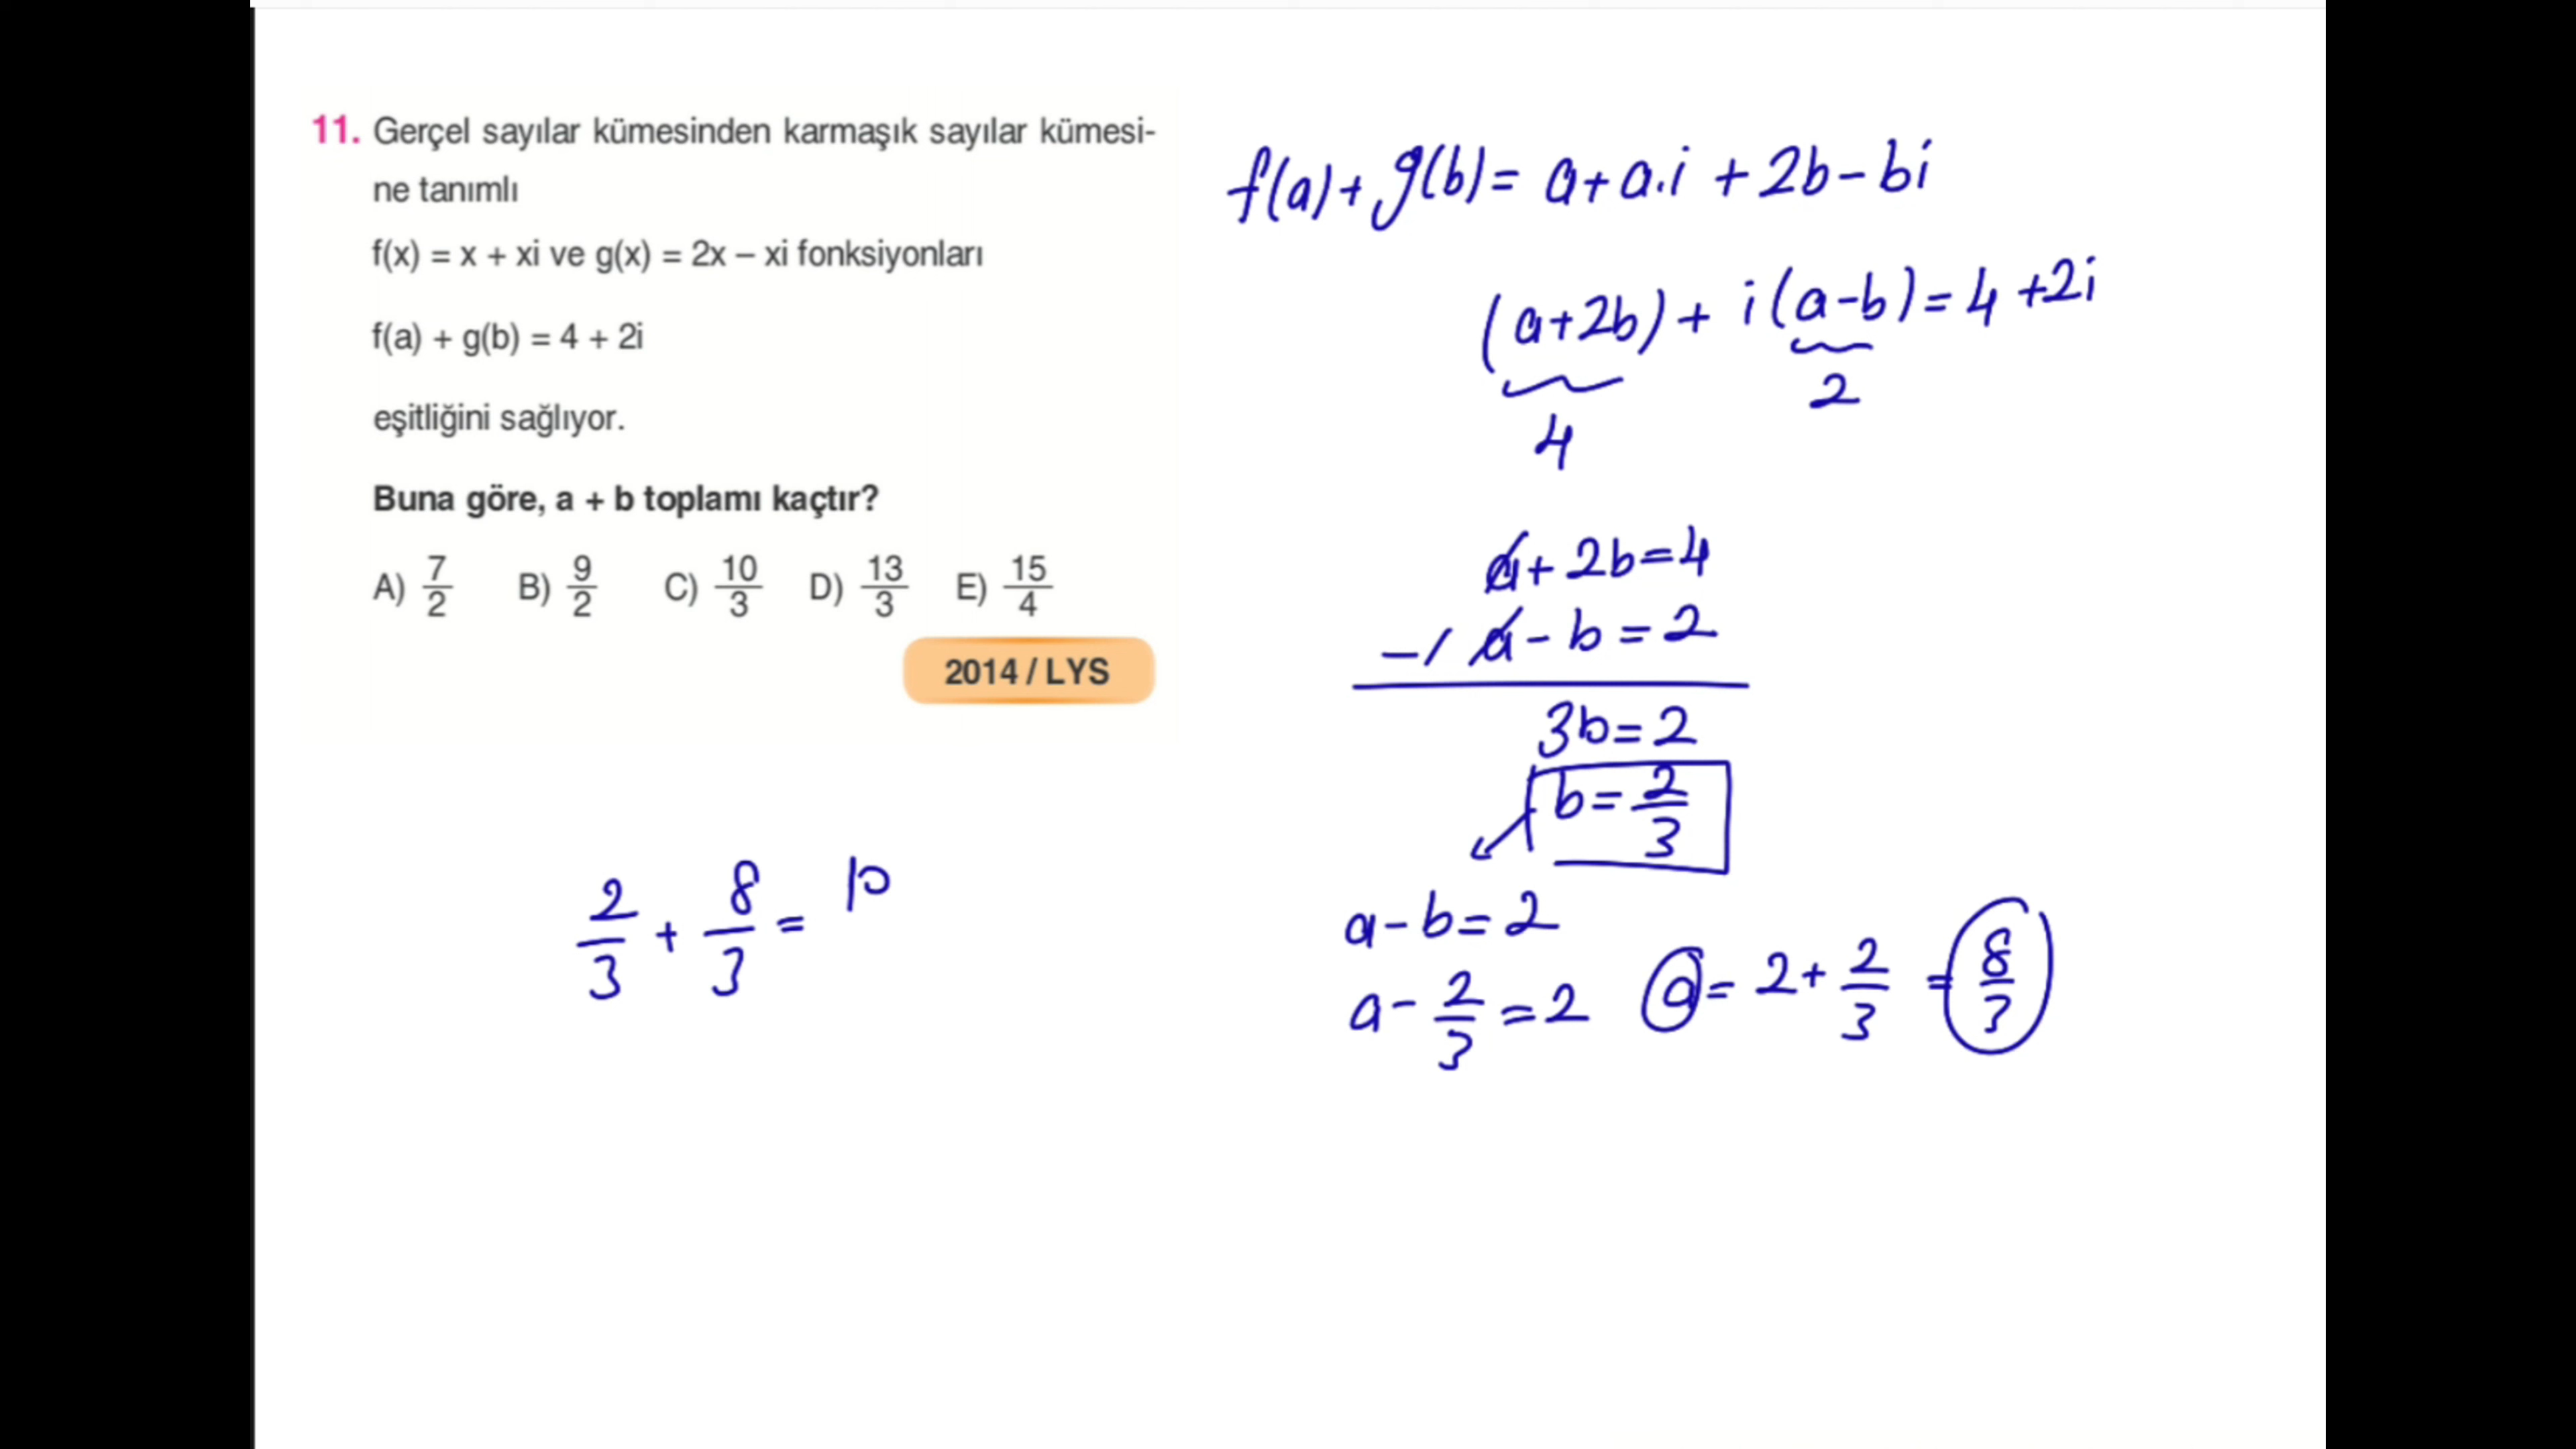 11. Gerçel sayılar kümesinden karmaşık sayılar kümesi-
ne tanımlı
f(x) = x + xi ve g(x) = 2x – xi fonksiyonları
f(a) + g(b) = 4 + 2i
eşitliğini sağlıyor.
Buna göre, a + b toplamı kaçtır?
A) 7/2 B) 9/2 C) 10/3 D) 13/3 E) 15/4
2014 / LYS
f(a) + g(b) = a + a.i + 2b - bi
(a+2b) + i(a-b) = 4 + 2i
4 2
a + 2b = 4
-/ a - b = 2
3b = 2
b = 2/3
a - b = 2
a - 2/3 = 2 a = 2 + 2/3 = 8/3
2/3 + 8/3 = 10